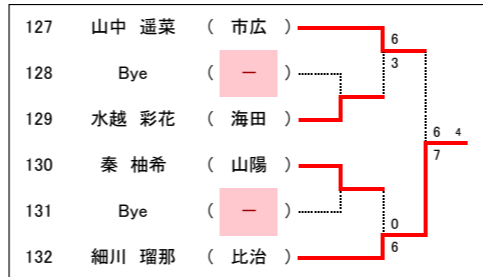 127 山中 遥菜 ( 市広 )
6
3
128 Bye ( － )
129 水越 彩花 ( 海田 )
6 4
7
130 秦 柚希 ( 山陽 )
131 Bye ( － )
0
6
132 細川 瑠那 ( 比治 )